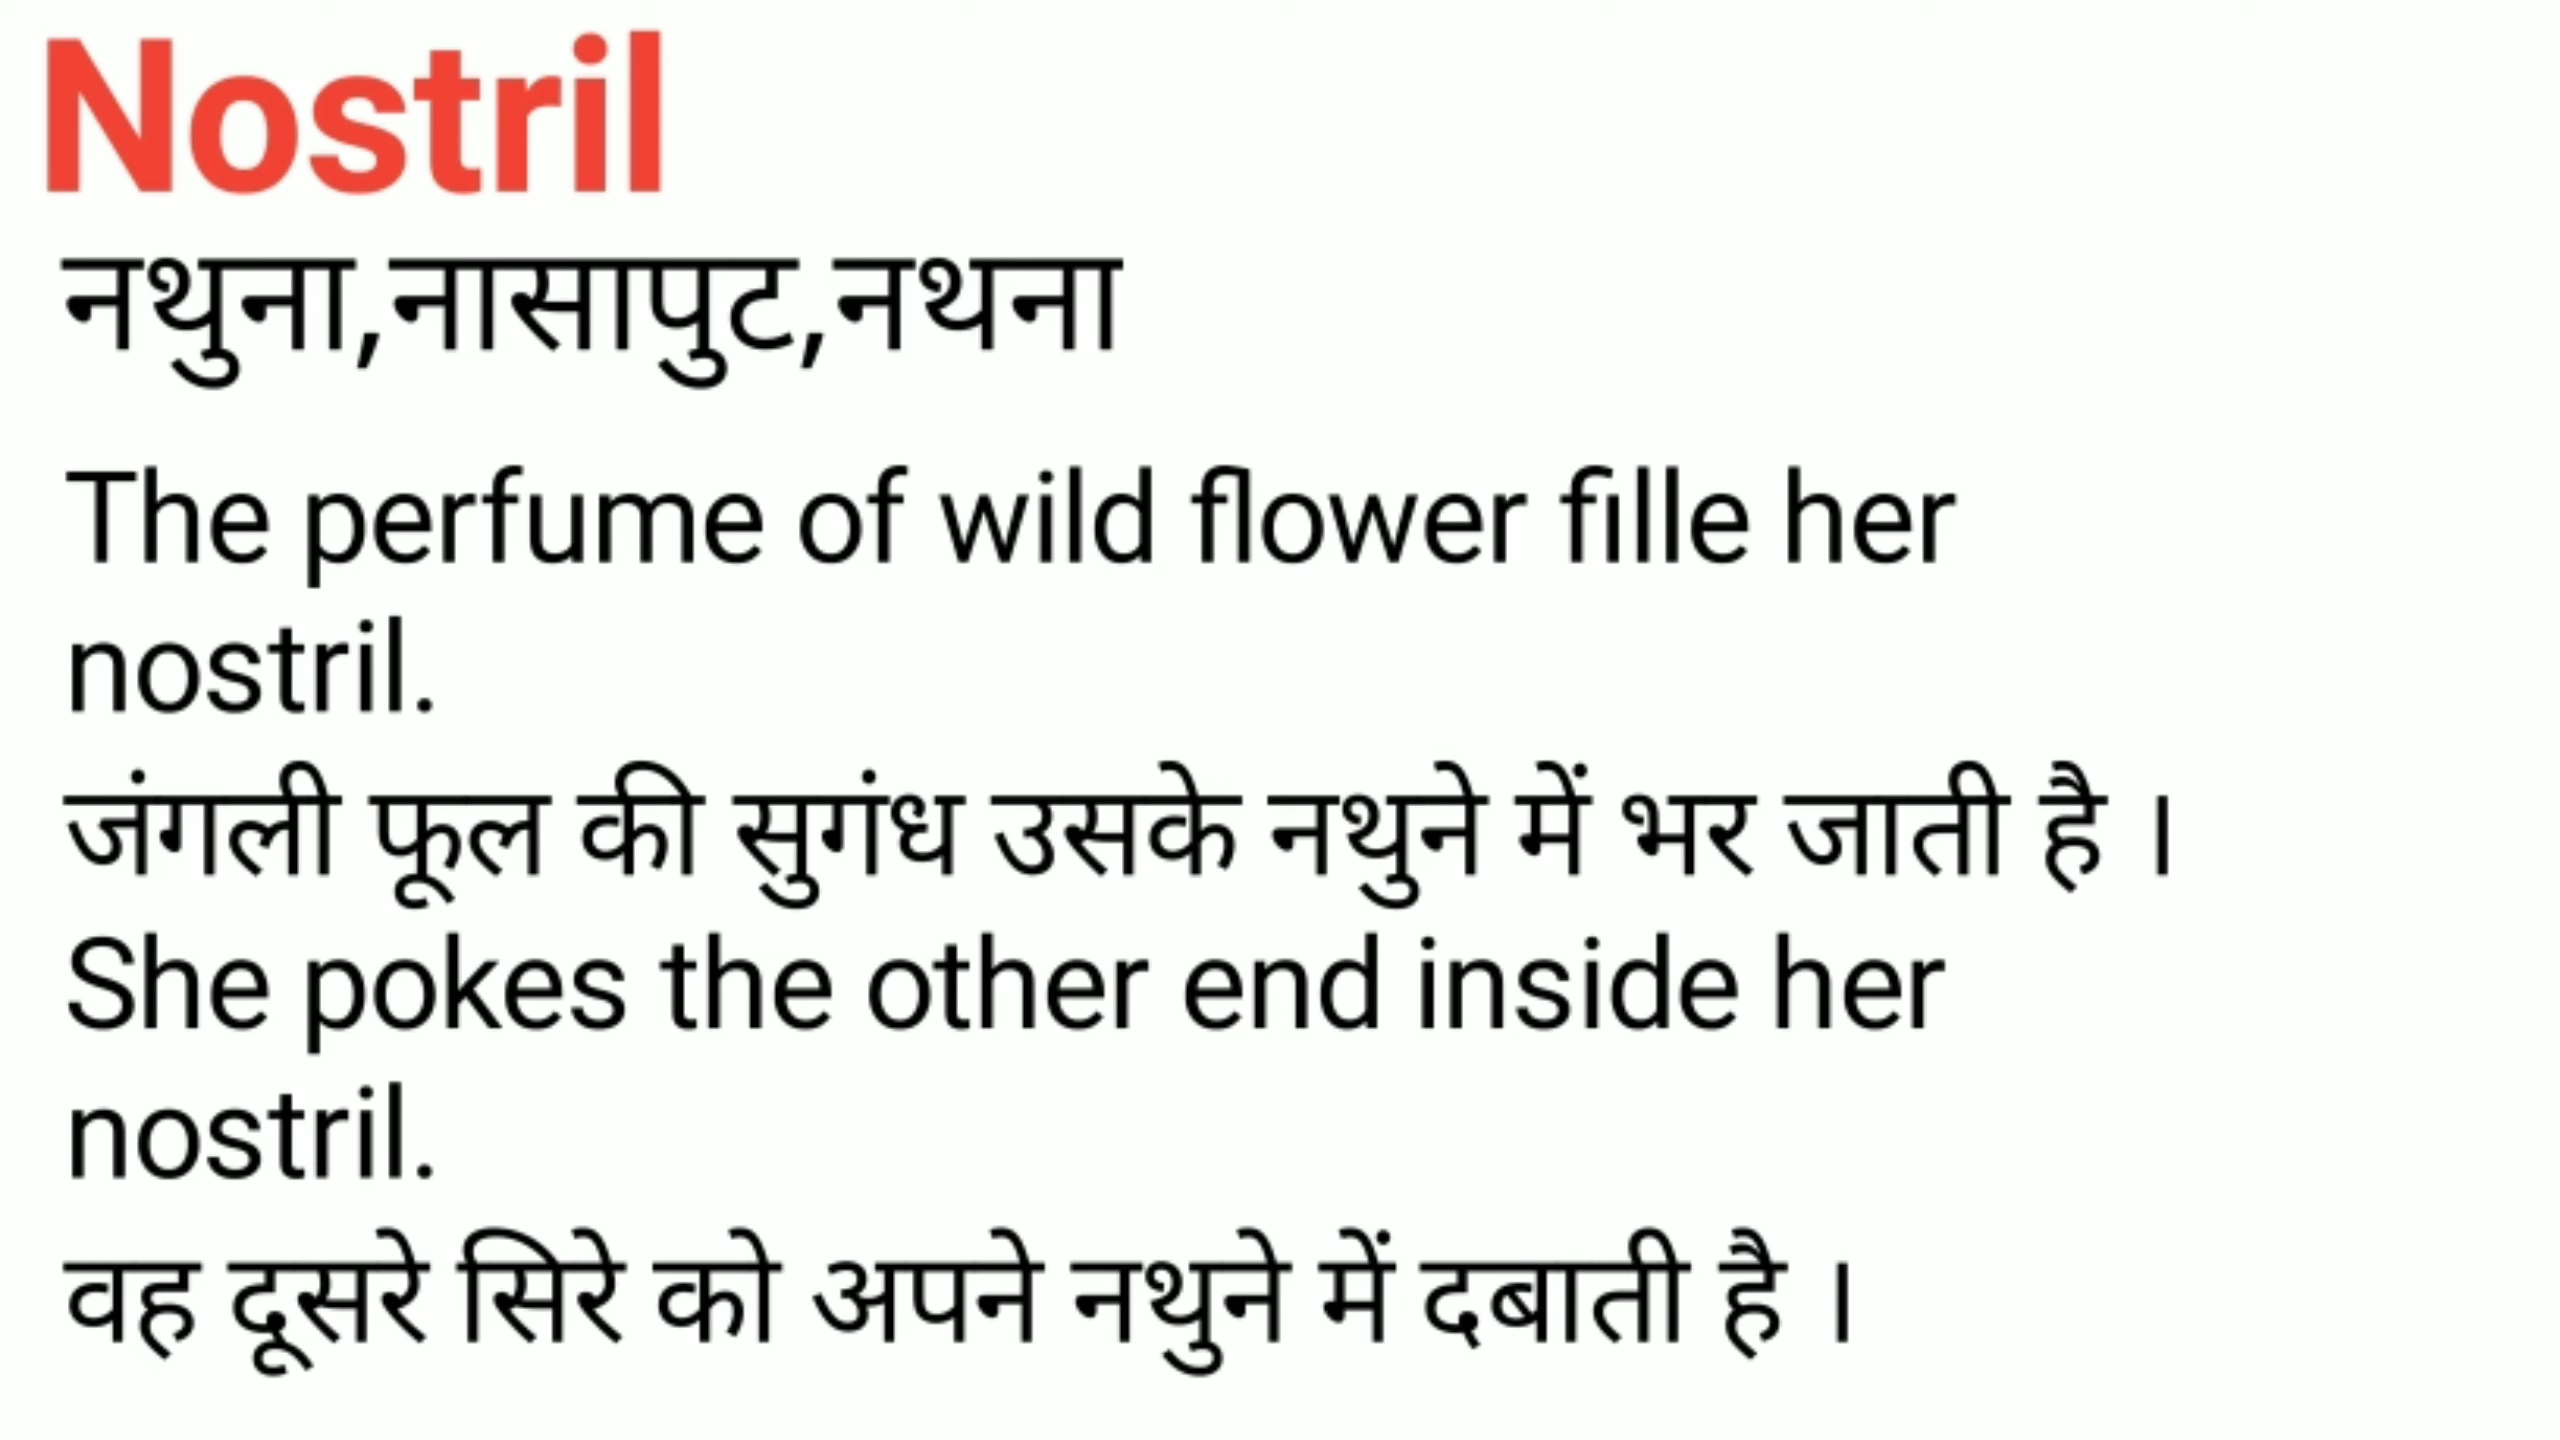 Nostril
नथुना,नासापुट,नथना
The perfume of wild flower fille her
nostril.
जंगली फूल की सुगंध उसके नथुने में भर जाती है ।
She pokes the other end inside her
nostril.
वह दूसरे सिरे को अपने नथुने में दबाती है ।